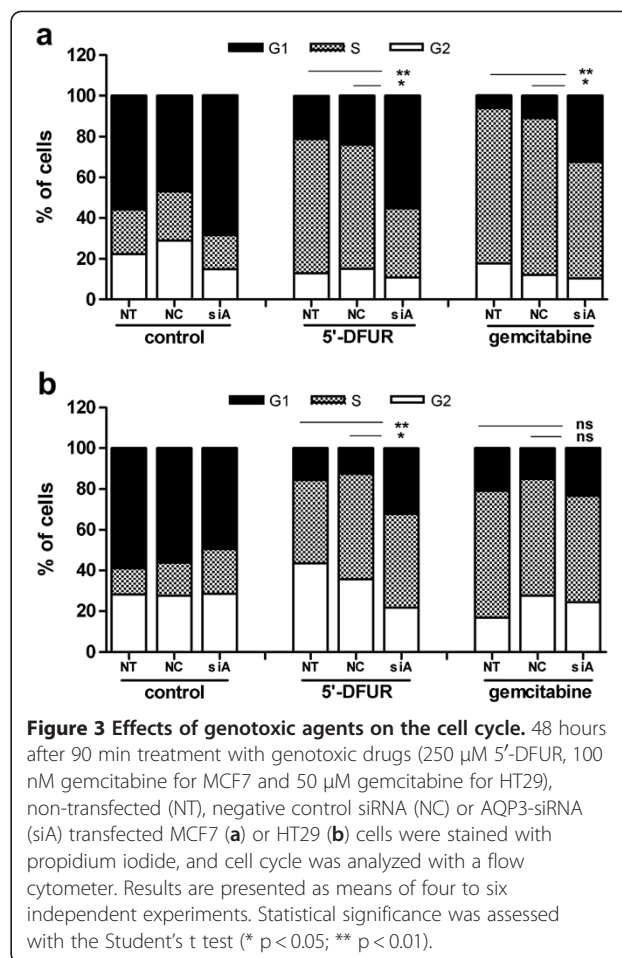 a
G1 S G2
120
100
80
60
40
20
0
% of cells
** 
*
**
*
NT NC siA NT NC siA NT NC siA
control 5'-DFUR gemcitabine
b
G1 S G2
120
100
80
60
40
20
0
% of cells
**
*
ns
ns
NT NC siA NT NC siA NT NC siA
control 5'-DFUR gemcitabine
Figure 3 Effects of genotoxic agents on the cell cycle. 48 hours
after 90 min treatment with genotoxic drugs (250 μM 5′-DFUR, 100
nM gemcitabine for MCF7 and 50 μM gemcitabine for HT29),
non-transfected (NT), negative control siRNA (NC) or AQP3-siRNA
(siA) transfected MCF7 (a) or HT29 (b) cells were stained with
propidium iodide, and cell cycle was analyzed with a flow
cytometer. Results are presented as means of four to six
independent experiments. Statistical significance was assessed
with the Student's t test (* p < 0.05; ** p < 0.01).